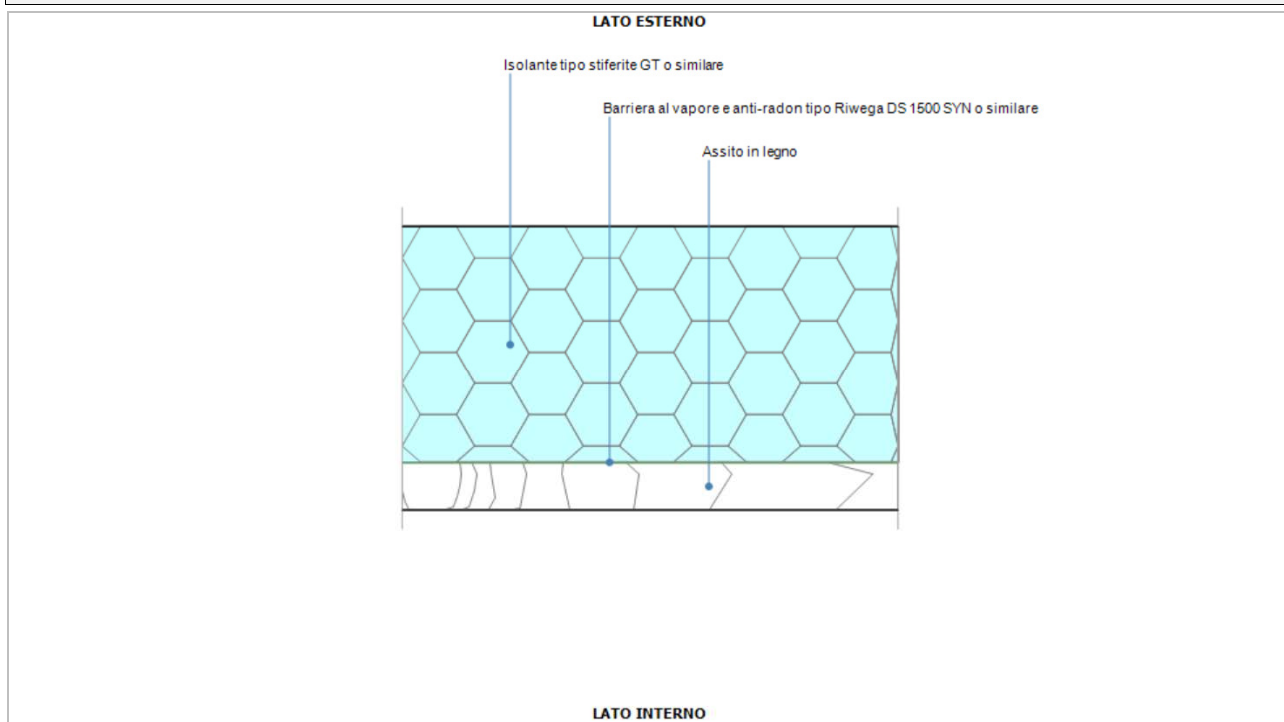 LATO ESTERNO
Isolante tipo stiferite GT o similare
Barriera al vapore e anti-radon tipo Riwega DS 1500 SYN o similare
Assito in legno
LATO INTERNO